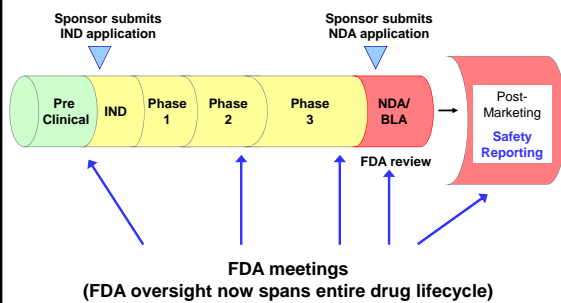 Sponsor submits
IND application
Sponsor submits
NDA application
Pre
Clinical
IND
Phase
1
Phase
2
Phase
3
NDA/
BLA
Post-
Marketing
Safety
Reporting
FDA review
FDA meetings
(FDA oversight now spans entire drug lifecycle)